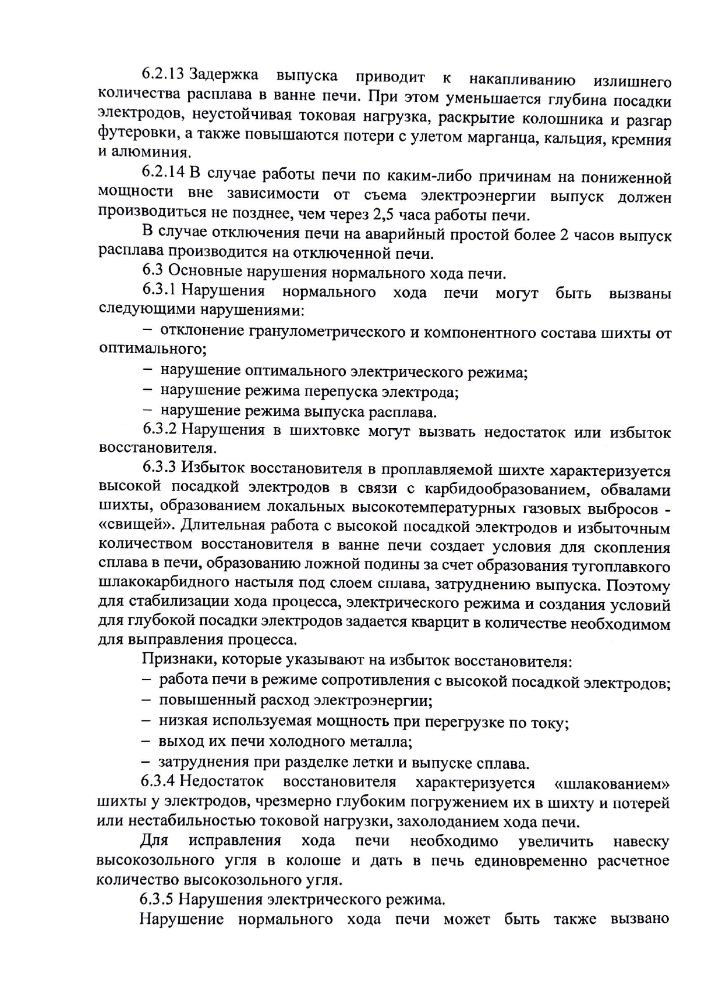 6.2.13 Задержка выпуска приводит к накапливанию излишнего
количества расплава в ванне печи. При этом уменьшается глубина посадки
электродов, неустойчивая токовая нагрузка, раскрытие колошника и разгар
футеровки, а также повышаются потери с улетом марганца, кальция, кремния
и алюминия.
6.2.14 В случае работы печи по каким-либо причинам на пониженной
мощности вне зависимости от съема электроэнергии выпуск должен
производиться не позднее, чем через 2,5 часа работы печи.
В случае отключения печи на аварийный простой более 2 часов выпуск
расплава производится на отключенной печи.
6.3 Основные нарушения нормального хода печи.
6.3.1 Нарушения нормального хода печи могут быть вызваны
следующими нарушениями:
– отклонение гранулометрического и компонентного состава шихты от
оптимального;
– нарушение оптимального электрического режима;
– нарушение режима перепуска электрода;
– нарушение режима выпуска расплава.
6.3.2 Нарушения в шихтовке могут вызвать недостаток или избыток
восстановителя.
6.3.3 Избыток восстановителя в проплавляемой шихте характеризуется
высокой посадкой электродов в связи с карбидообразованием, обвалами
шихты, образованием локальных высокотемпературных газовых выбросов -
«свищей». Длительная работа с высокой посадкой электродов и избыточным
количеством восстановителя в ванне печи создает условия для скопления
сплава в печи, образованию ложной подины за счет образования тугоплавкого
шлакокарбидного настыля под слоем сплава, затруднению выпуска. Поэтому
для стабилизации хода процесса, электрического режима и создания условий
для глубокой посадки электродов задается кварцит в количестве необходимом
для выправления процесса.
Признаки, которые указывают на избыток восстановителя:
– работа печи в режиме сопротивления с высокой посадкой электродов;
– повышенный расход электроэнергии;
– низкая используемая мощность при перегрузке по току;
– выход их печи холодного металла;
– затруднения при разделке летки и выпуске сплава.
6.3.4 Недостаток восстановителя характеризуется «шлакованием»
шихты у электродов, чрезмерно глубоким погружением их в шихту и потерей
или нестабильностью токовой нагрузки, захолоданием хода печи.
Для исправления хода печи необходимо увеличить навеску
высокозольного угля в колоше и дать в печь единовременно расчетное
количество высокозольного угля.
6.3.5 Нарушения электрического режима.
Нарушение нормального хода печи может быть также вызвано